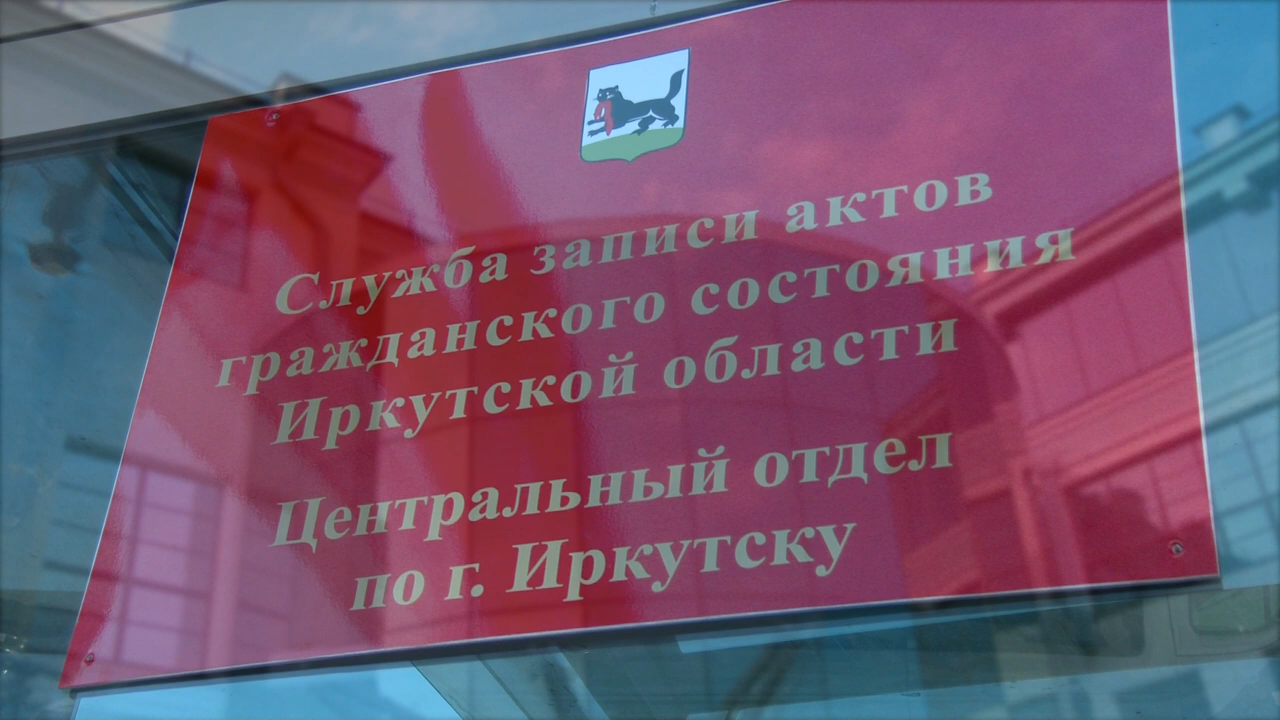 Служба записи актов
гражданского состояния
Иркутской области
Центральный отдел
по г. Иркутску